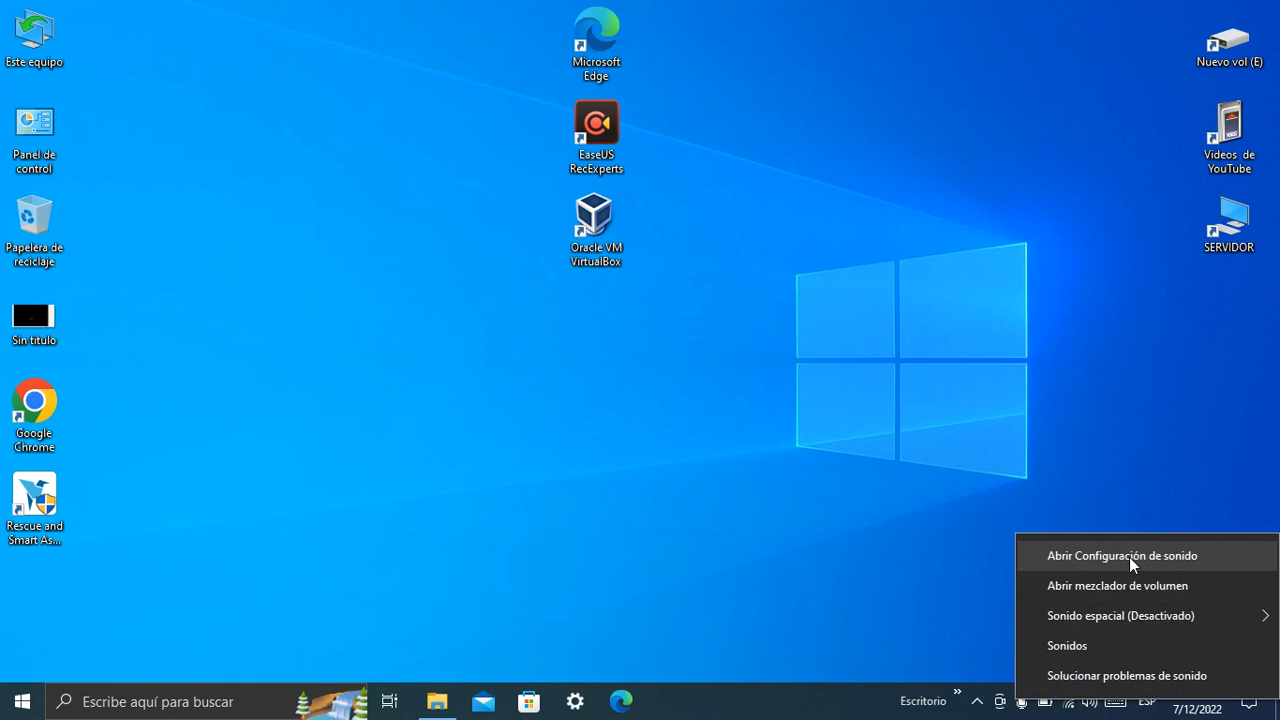 Este equipo
Panel de
control
Papelera de
reciclaje
Sin titulo
Google
Chrome
Rescue and
Smart As...
Microsoft
Edge
EaseUS
RecExperts
Oracle VM
VirtualBox
Nuevo vol (E)
Videos de
YouTube
SERVIDOR
Abrir Configuración de sonido
Abrir mezclador de volumen
Sonido espacial (Desactivado)
Sonidos
Solucionar problemas de sonido
Escribe aquí para buscar
Escritorio
ESP
7/12/2022